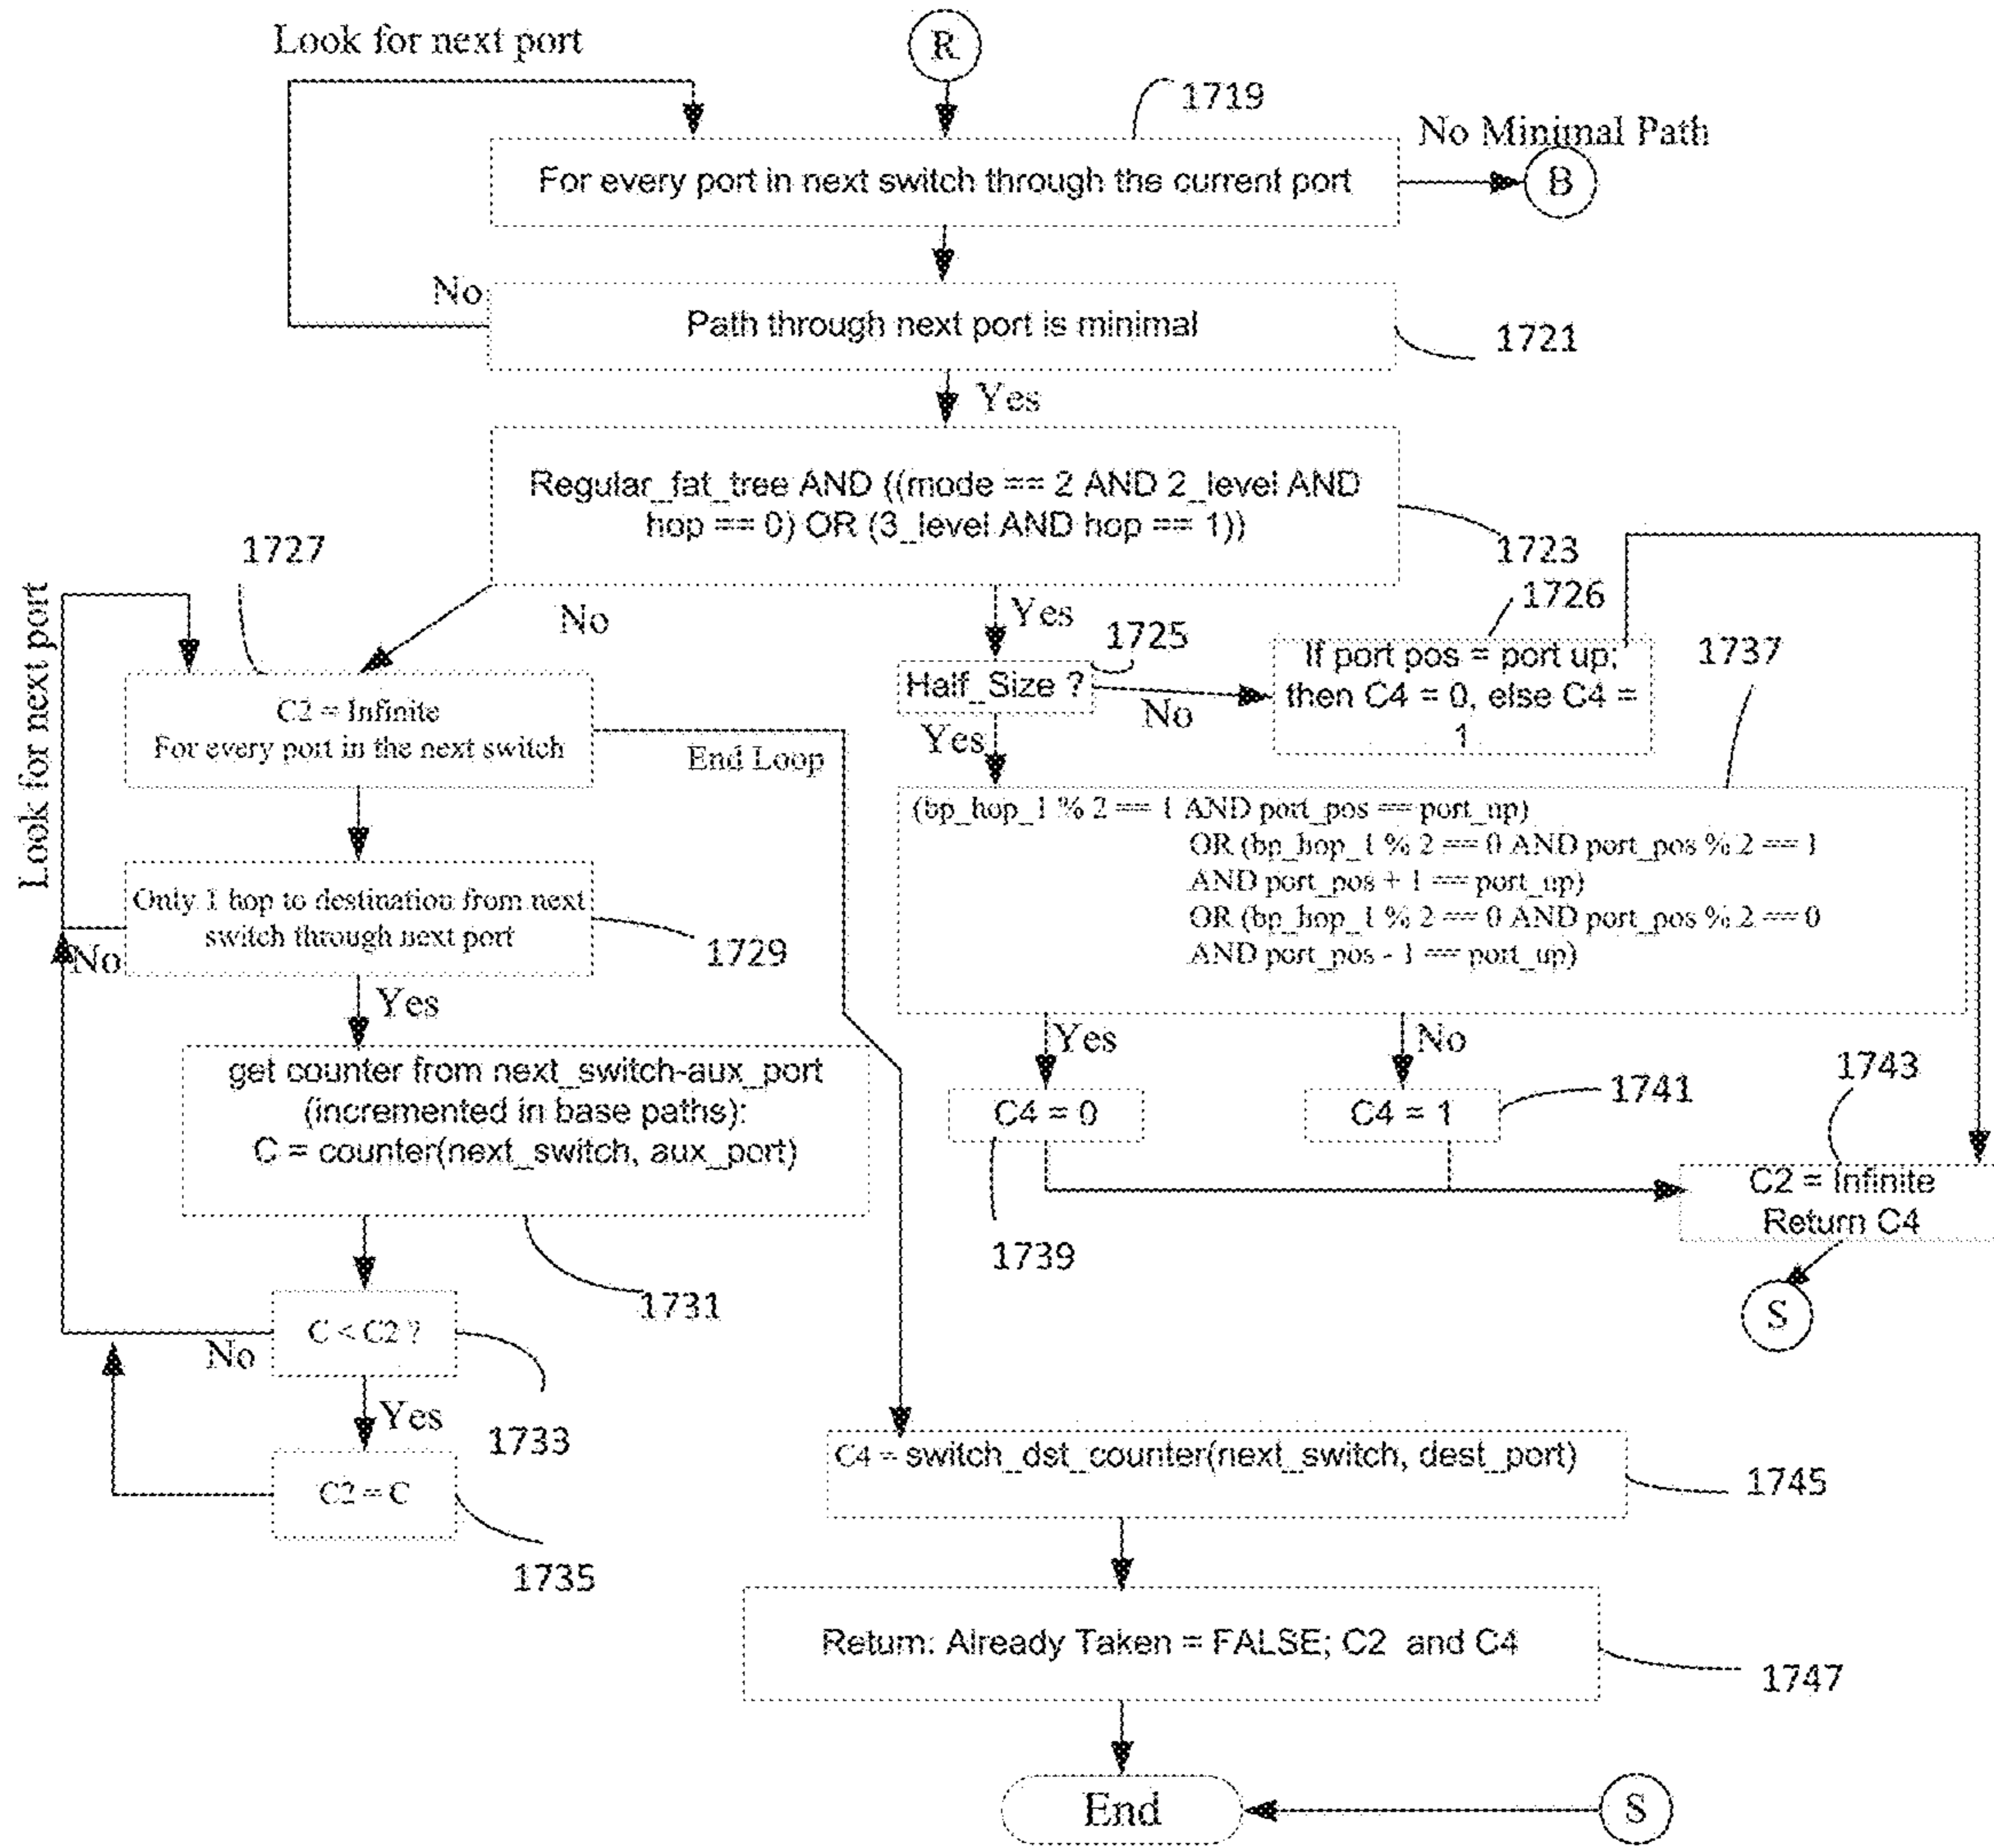 Look for next port
R
1719
No Minimal Path
For every port in next switch through the current port
B
No
Path through next port is minimal
1721
Yes
Regular_fat_tree AND ((mode == 2 AND 2_level AND
hop == 0) OR (3_level AND hop == 1))
1723
1727
No
Yes
1726
1725
Look for next port
Half_Size ?
No
If port pos = port up;
then C4 = 0, else C4 =
1
1737
C2 = Infinite
For every port in the next switch
End Loop
Yes
(bp_hop_1 % 2 == 1 AND port_pos == port_up)
OR (bp_hop_1 % 2 == 0 AND port_pos % 2 == 1
AND port_pos + 1 == port_up)
OR (bp_hop_1 % 2 == 0 AND port_pos % 2 == 0
AND port_pos - 1 == port_up)
Only 1 hop to destination from next
switch through next port
1729
No
Yes
Yes
No
get counter from next_switch-aux_port
(incremented in base paths):
C = counter(next_switch, aux_port)
C4 = 0
C4 = 1
1741
1743
C2 = Infinite
Return C4
1739
1731
S
C < C2 ?
No
Yes
1733
C4 = switch_dst_counter(next_switch, dest_port)
1745
C2 = C
1735
Return: Already Taken = FALSE; C2 and C4
1747
End
S